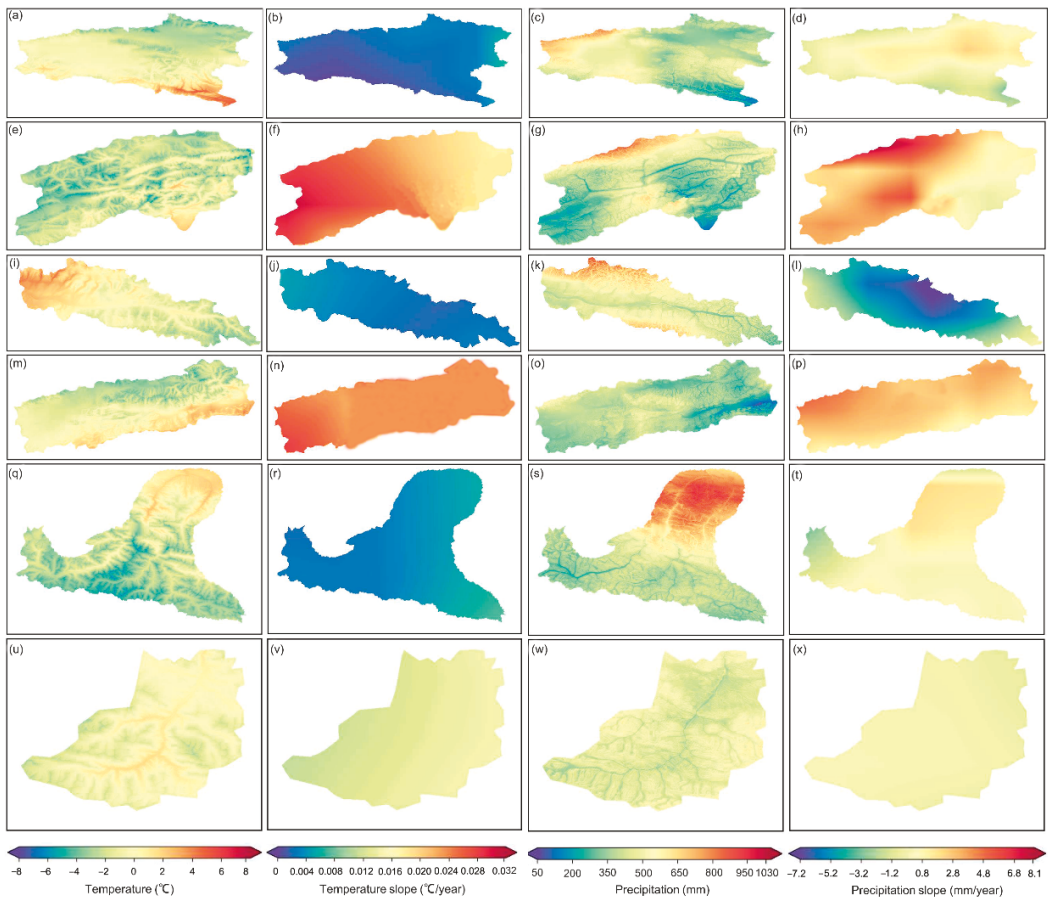 (a) (b) (c) (d)
(e) (f) (g) (h)
(i) (j) (k) (l)
(m) (n) (o) (p)
(q) (r) (s) (t)
(u) (v) (w) (x)
−8 −6 −4 −2 0 2 4 6 8 0 0.004 0.008 0.012 0.016 0.020 0.024 0.028 0.032 50 200 350 500 650 800 950 1030 −7.2 −5.2 −3.2 −1.2 0.8 2.8 4.8 6.8 8.1
Temperature (℃) Temperature slope (℃/year) Precipitation (mm) Precipitation slope (mm/year)